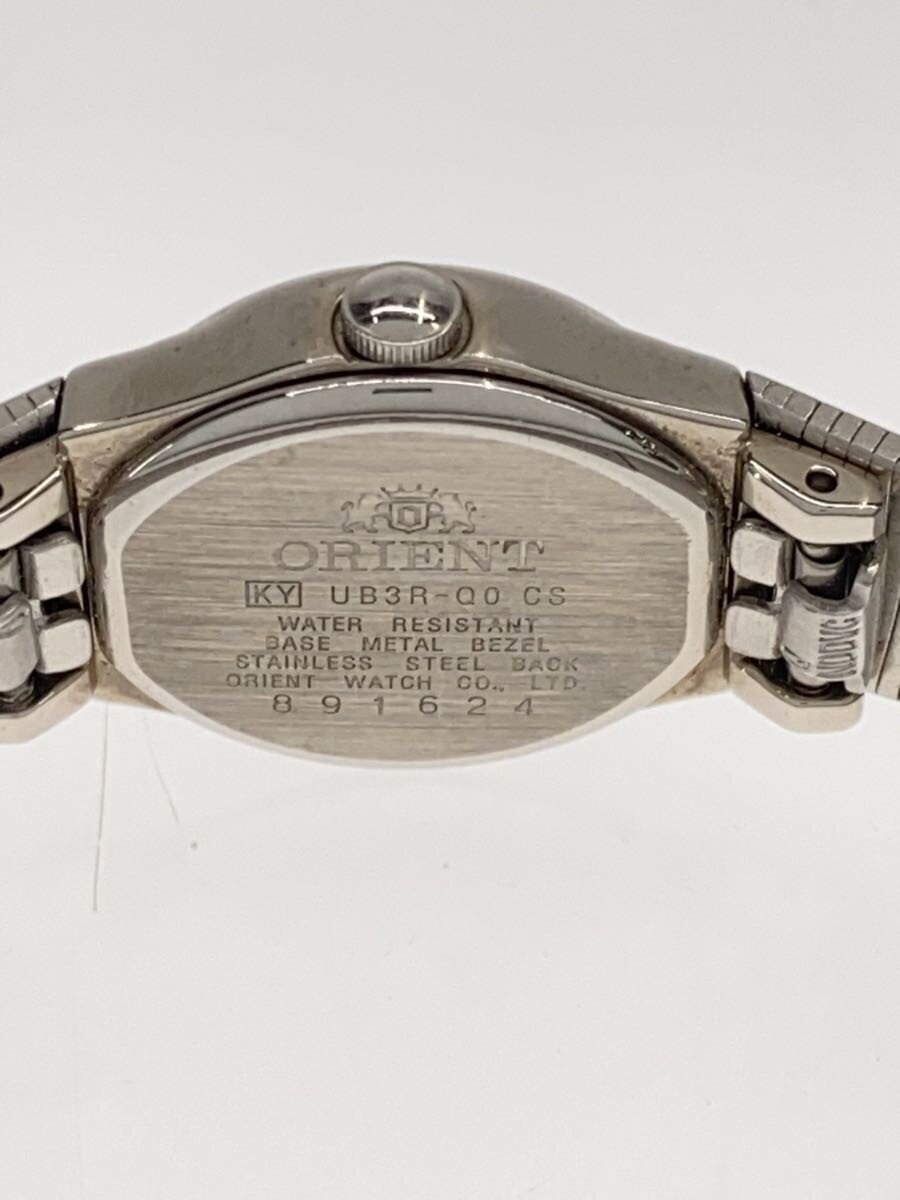 ORIENT
KY UB3R-Q0 CS
WATER RESISTANT
BASE METAL BEZEL
STAINLESS STEEL BACK
ORIENT WATCH CO., LTD.
891624